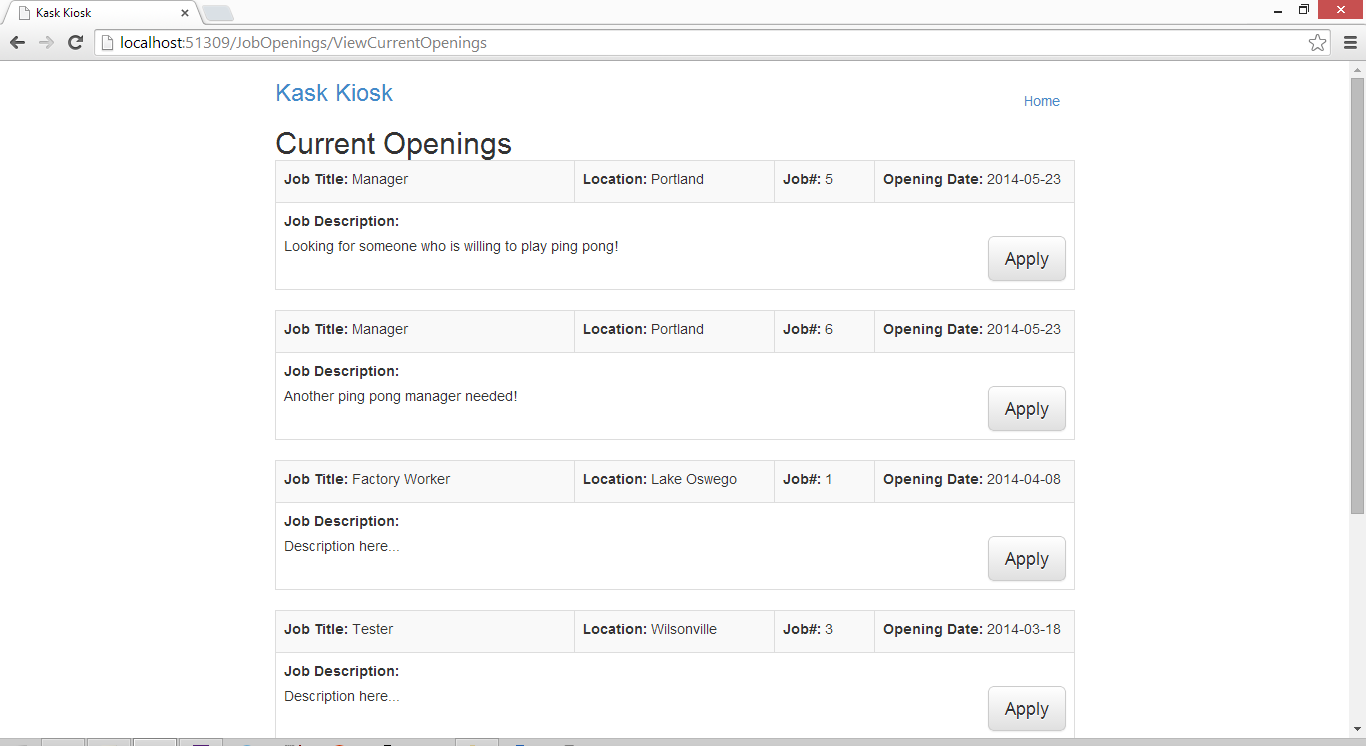 Kask Kiosk
localhost:51309/JobOpenings/ViewCurrentOpenings
Kask Kiosk
Home
Current Openings
Job Title: Manager Location: Portland Job#: 5 Opening Date: 2014-05-23
Job Description:
Looking for someone who is willing to play ping pong!
Apply
Job Title: Manager Location: Portland Job#: 6 Opening Date: 2014-05-23
Job Description:
Another ping pong manager needed!
Apply
Job Title: Factory Worker Location: Lake Oswego Job#: 1 Opening Date: 2014-04-08
Job Description:
Description here...
Apply
Job Title: Tester Location: Wilsonville Job#: 3 Opening Date: 2014-03-18
Job Description:
Description here...
Apply